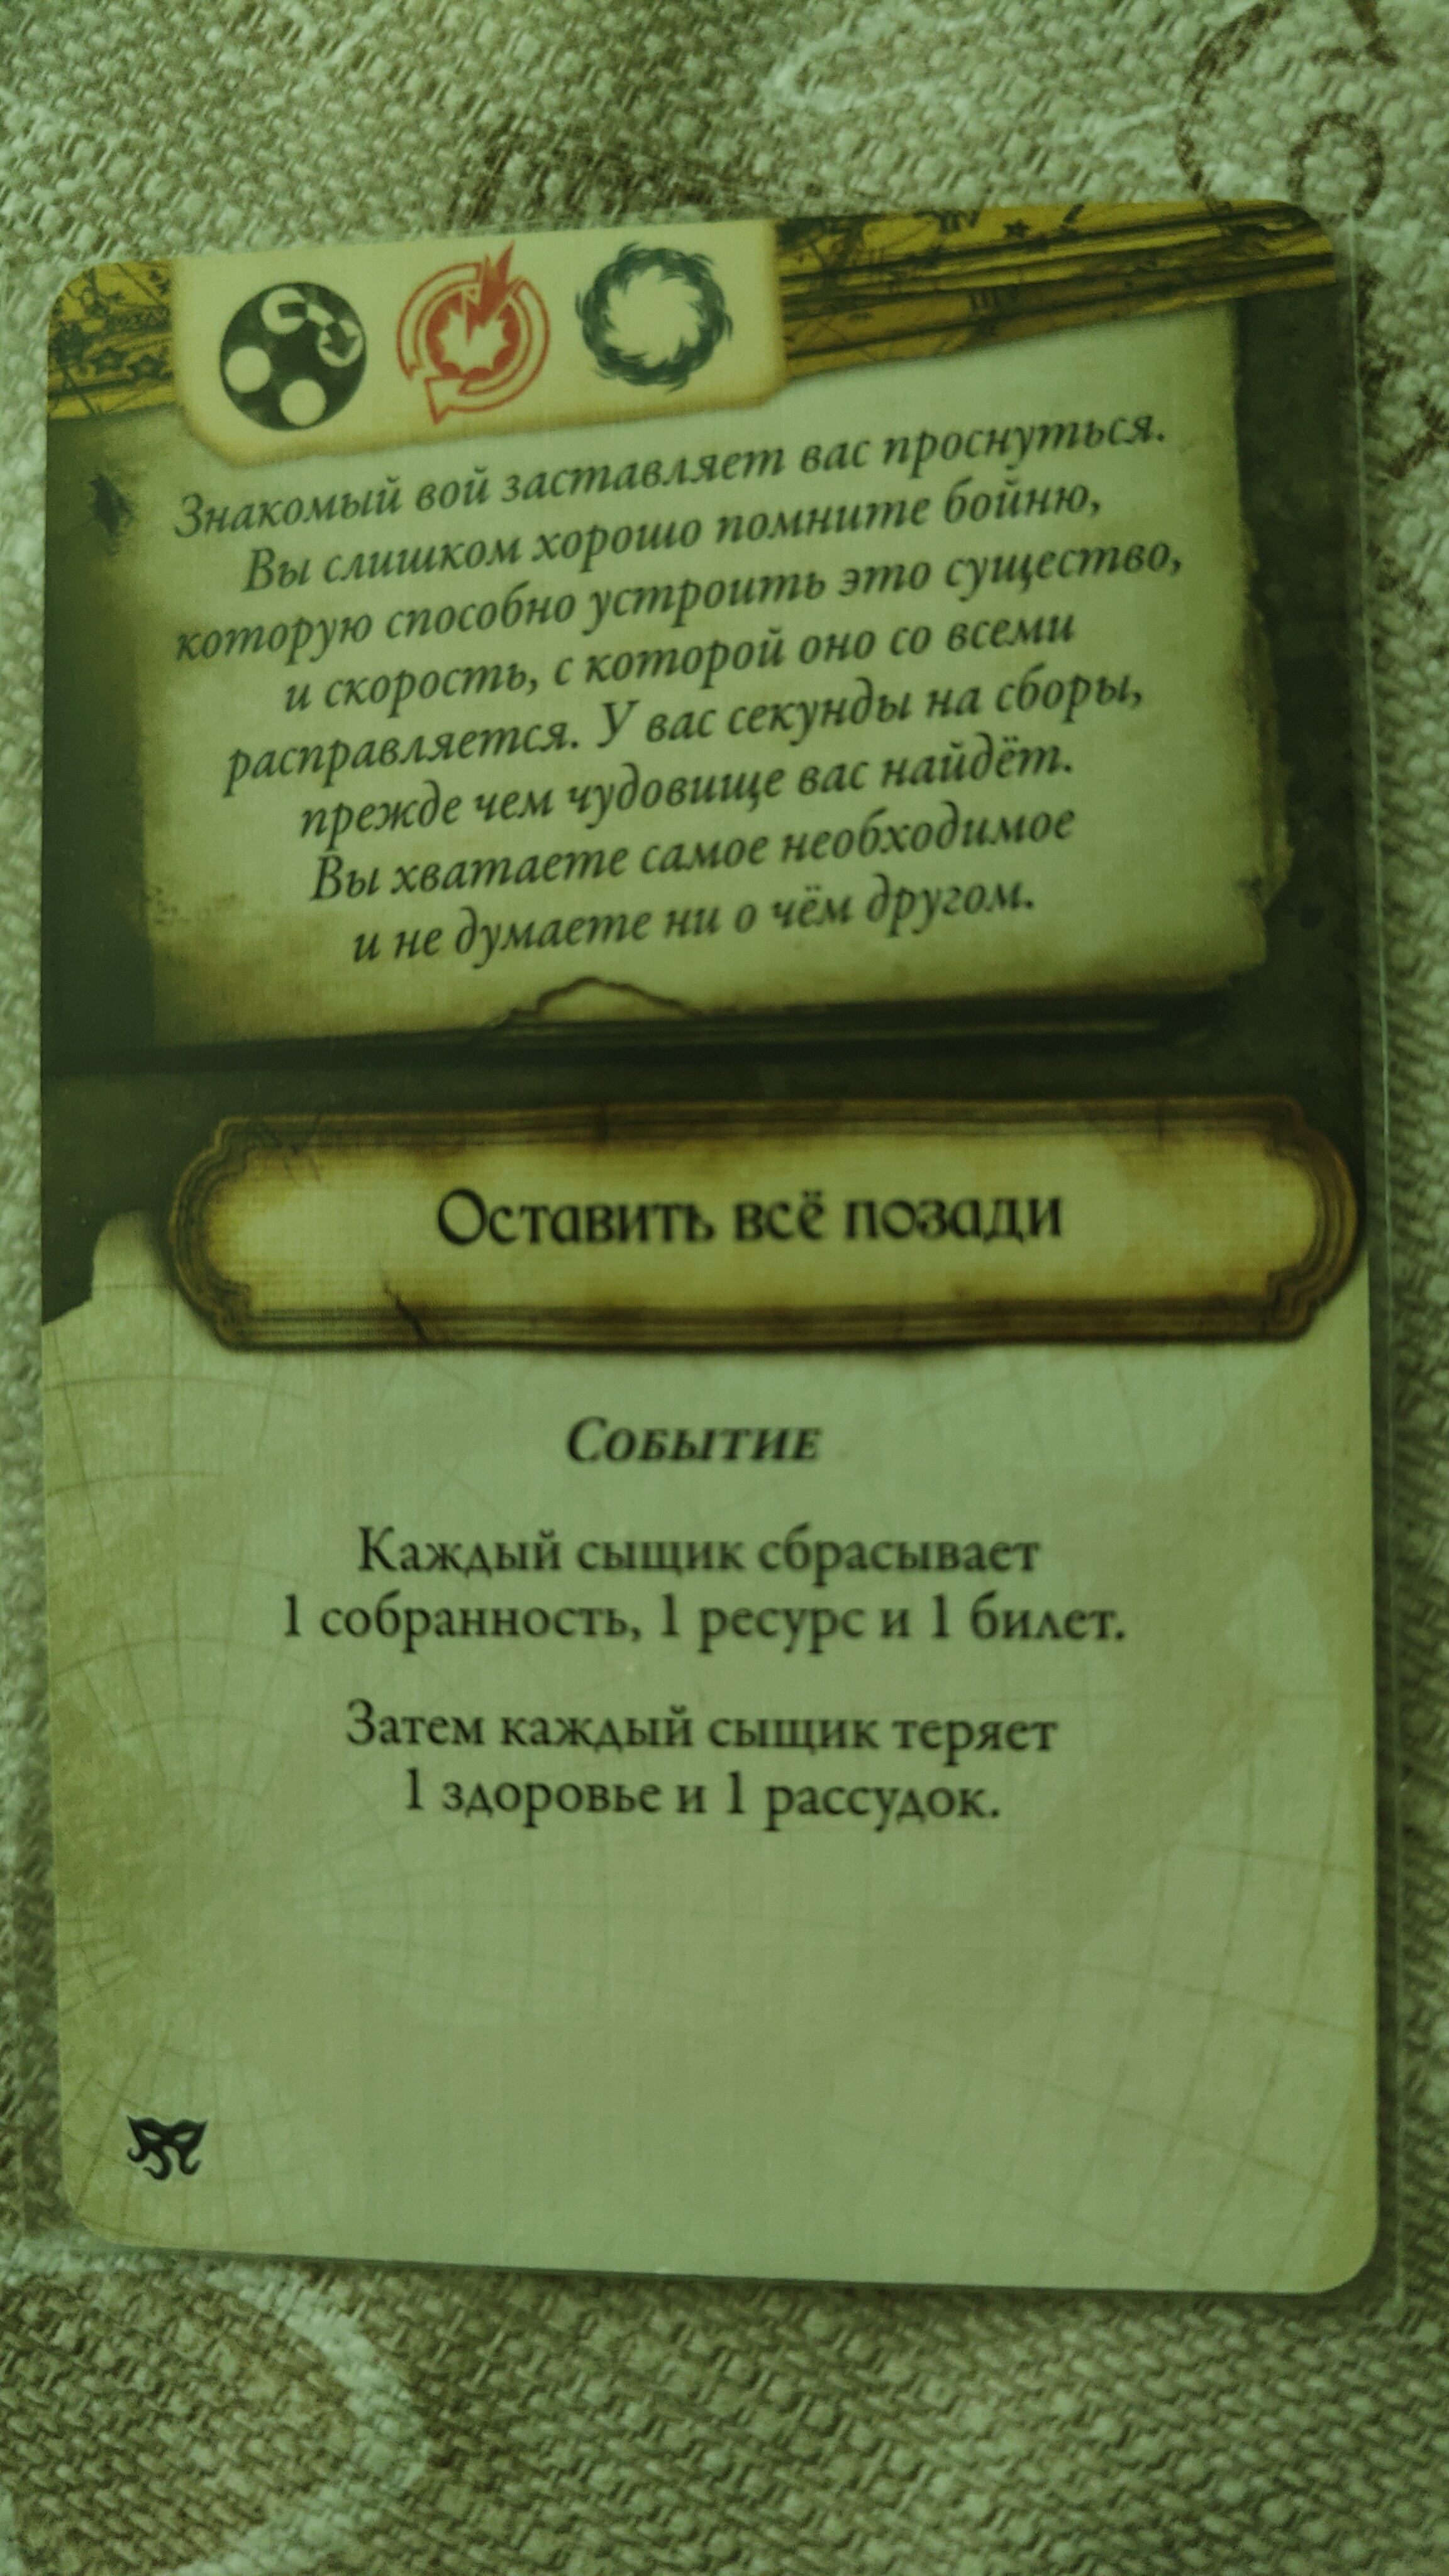 Знакомый вой заставляет вас проснуться.
Вы слишком хорошо помните бойню,
которую способно устроить это существо,
и скорость, с которой оно со всеми
расправляется. У вас секунды на сборы,
прежде чем чудовище вас найдёт.
Вы хватаете самое необходимое
и не думаете ни о чём другом.
Оставить всё позади
Событие
Каждый сыщик сбрасывает
1 собранность, 1 ресурс и 1 билет.
Затем каждый сыщик теряет
1 здоровье и 1 рассудок.